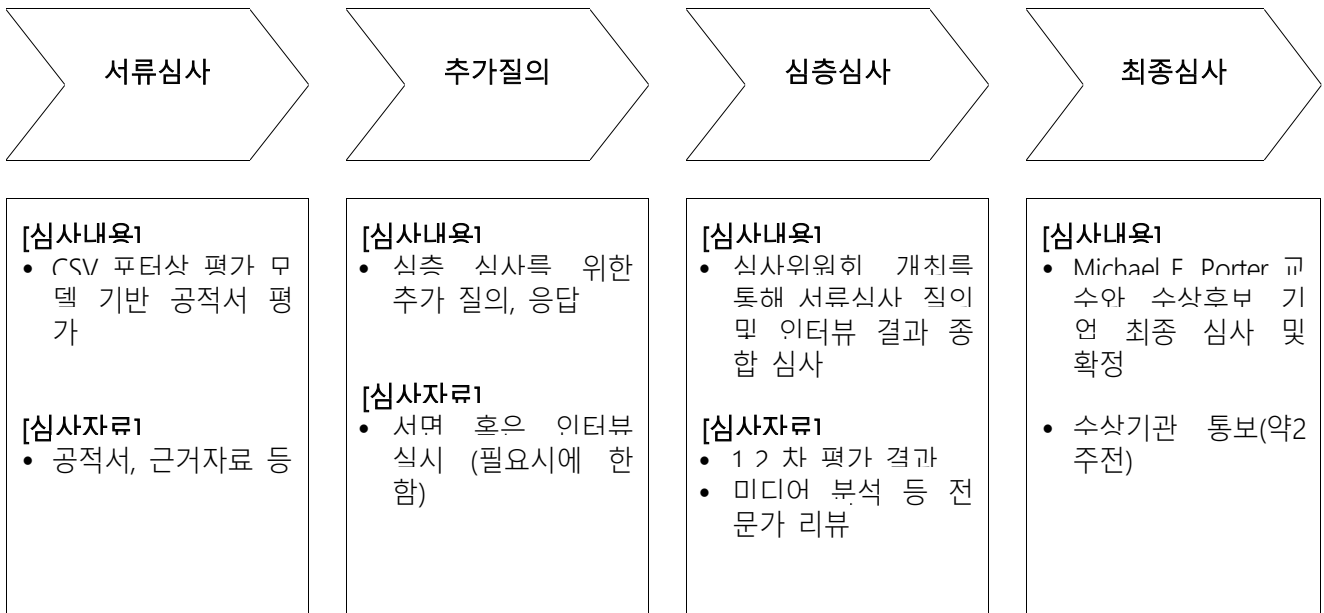 서류심사
추가질의
심층심사
최종심사
[심사내용]
• CSV 포터상 평가 모
델 기반 공적서 평
가
[심사자료]
• 공적서, 근거자료 등
[심사내용]
• 심층 심사를 위한
추가 질의, 응답
[심사자료]
• 서면 혹은 인터뷰
실시 (필요시에 한
함)
[심사내용]
• 심사위원회 개최를
통해 서류심사 질의
및 인터뷰 결과 종
합 심사
[심사자료]
• 1,2 차 평가 결과
• 미디어 분석 등 전
문가 리뷰
[심사내용]
• Michael E. Porter 교
수와 수상후보 기
업 최종 심사 및
확정
• 수상기관 통보(약2
주전)